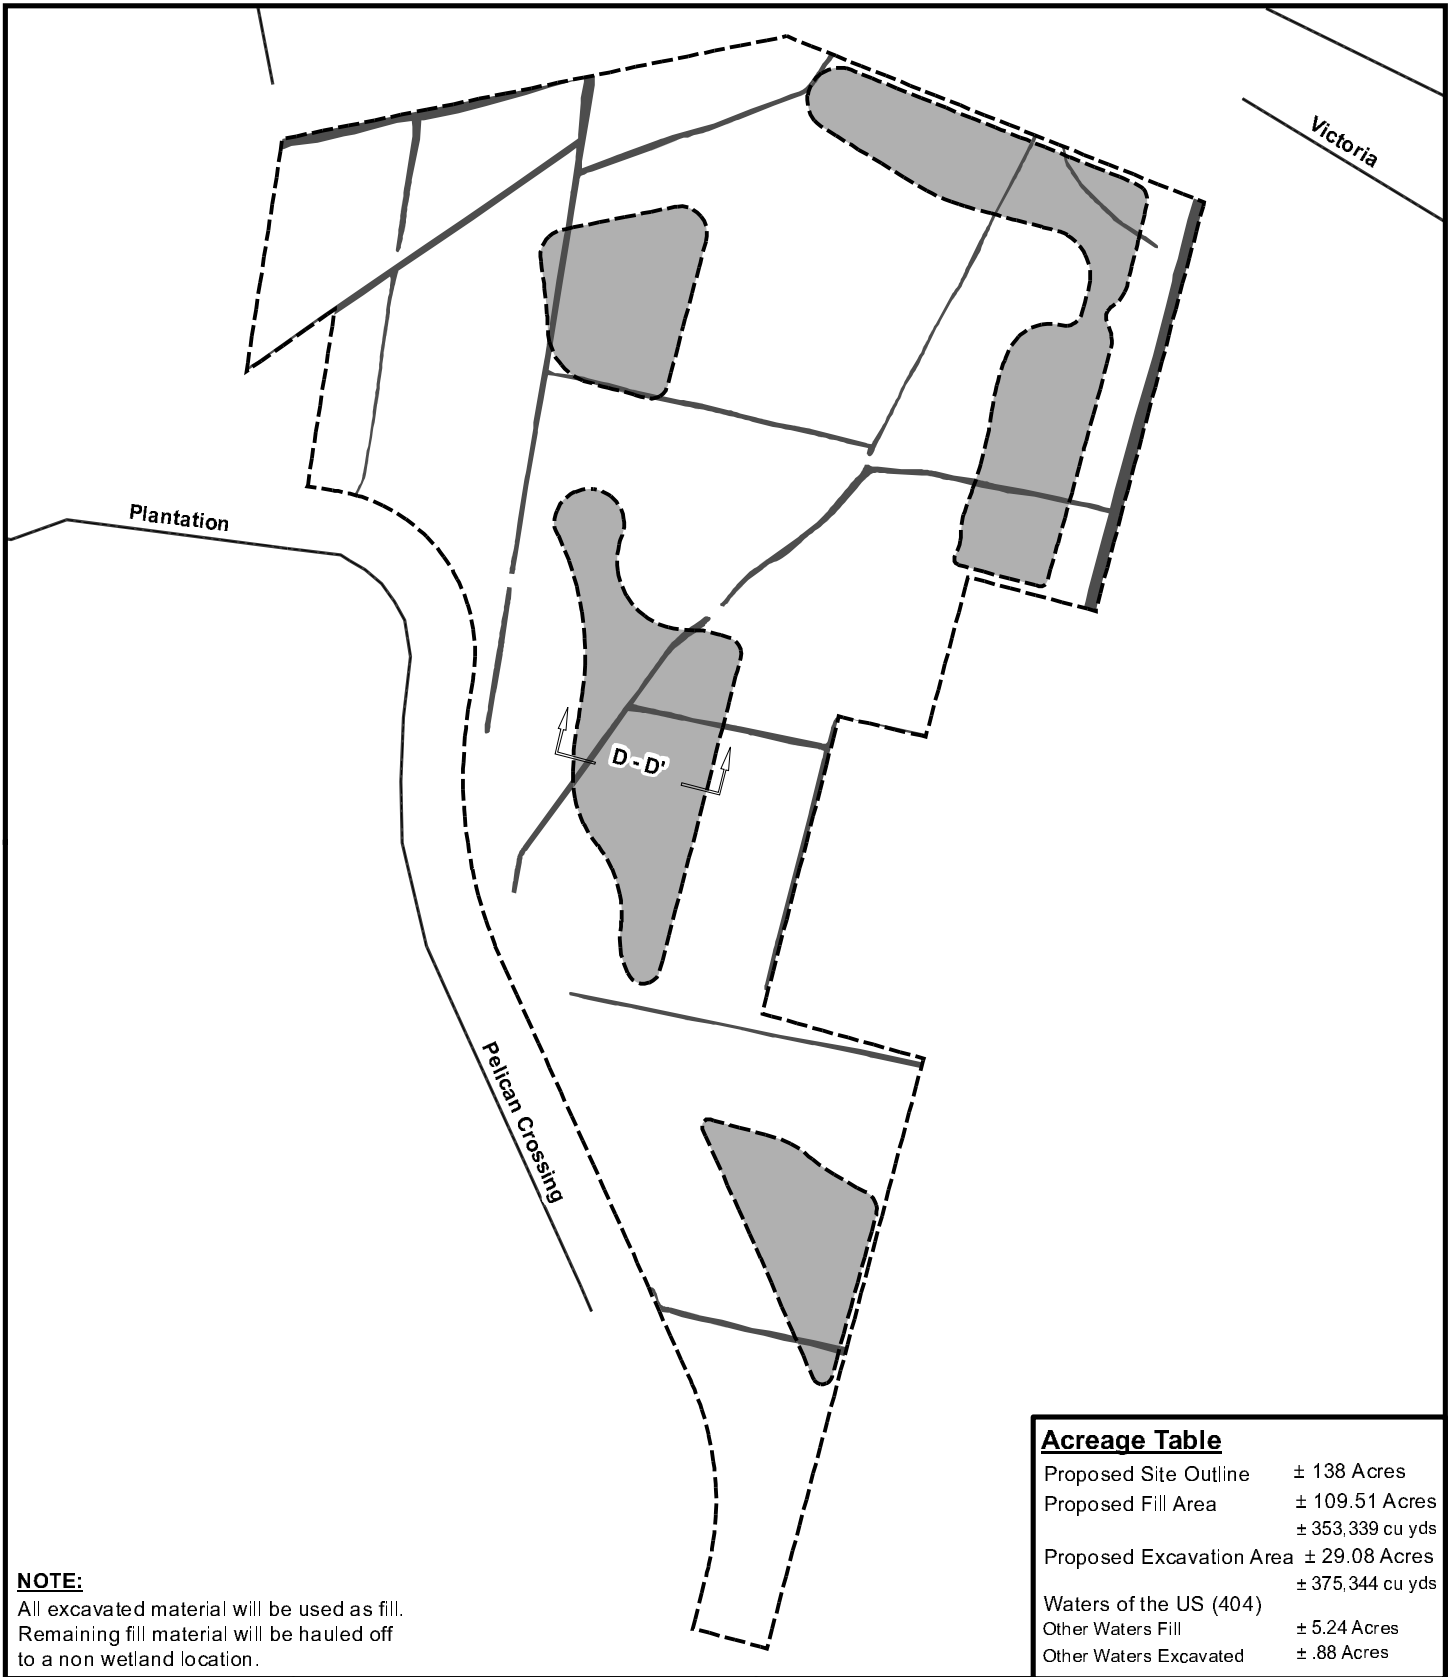 Victoria
Plantation
D - D'
Pelican Crossing
Acreage Table
Proposed Site Outline ± 138 Acres
Proposed Fill Area ± 109.51 Acres
± 353,339 cu yds
Proposed Excavation Area ± 29.08 Acres
± 375,344 cu yds
Waters of the US (404)
Other Waters Fill ± 5.24 Acres
Other Waters Excavated ± .88 Acres
NOTE:
All excavated material will be used as fill.
Remaining fill material will be hauled off
to a non wetland location.